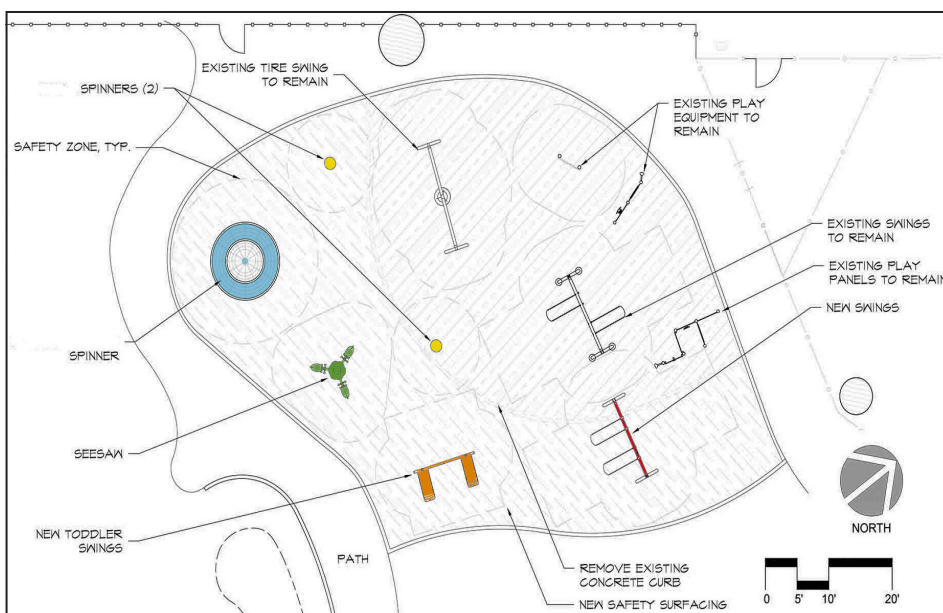 EXISTING TIRE SWING
TO REMAIN
SPINNERS (2)
SAFETY ZONE, TYP.
EXISTING PLAY
EQUIPMENT TO
REMAIN
EXISTING SWINGS
TO REMAIN
EXISTING PLAY
PANELS TO REMAIN
NEW SWINGS
SPINNER
SEESAW
NEW TODDLER
SWINGS
PATH
REMOVE EXISTING
CONCRETE CURB
NEW SAFETY SURFACING
NORTH
0 5' 10' 20'